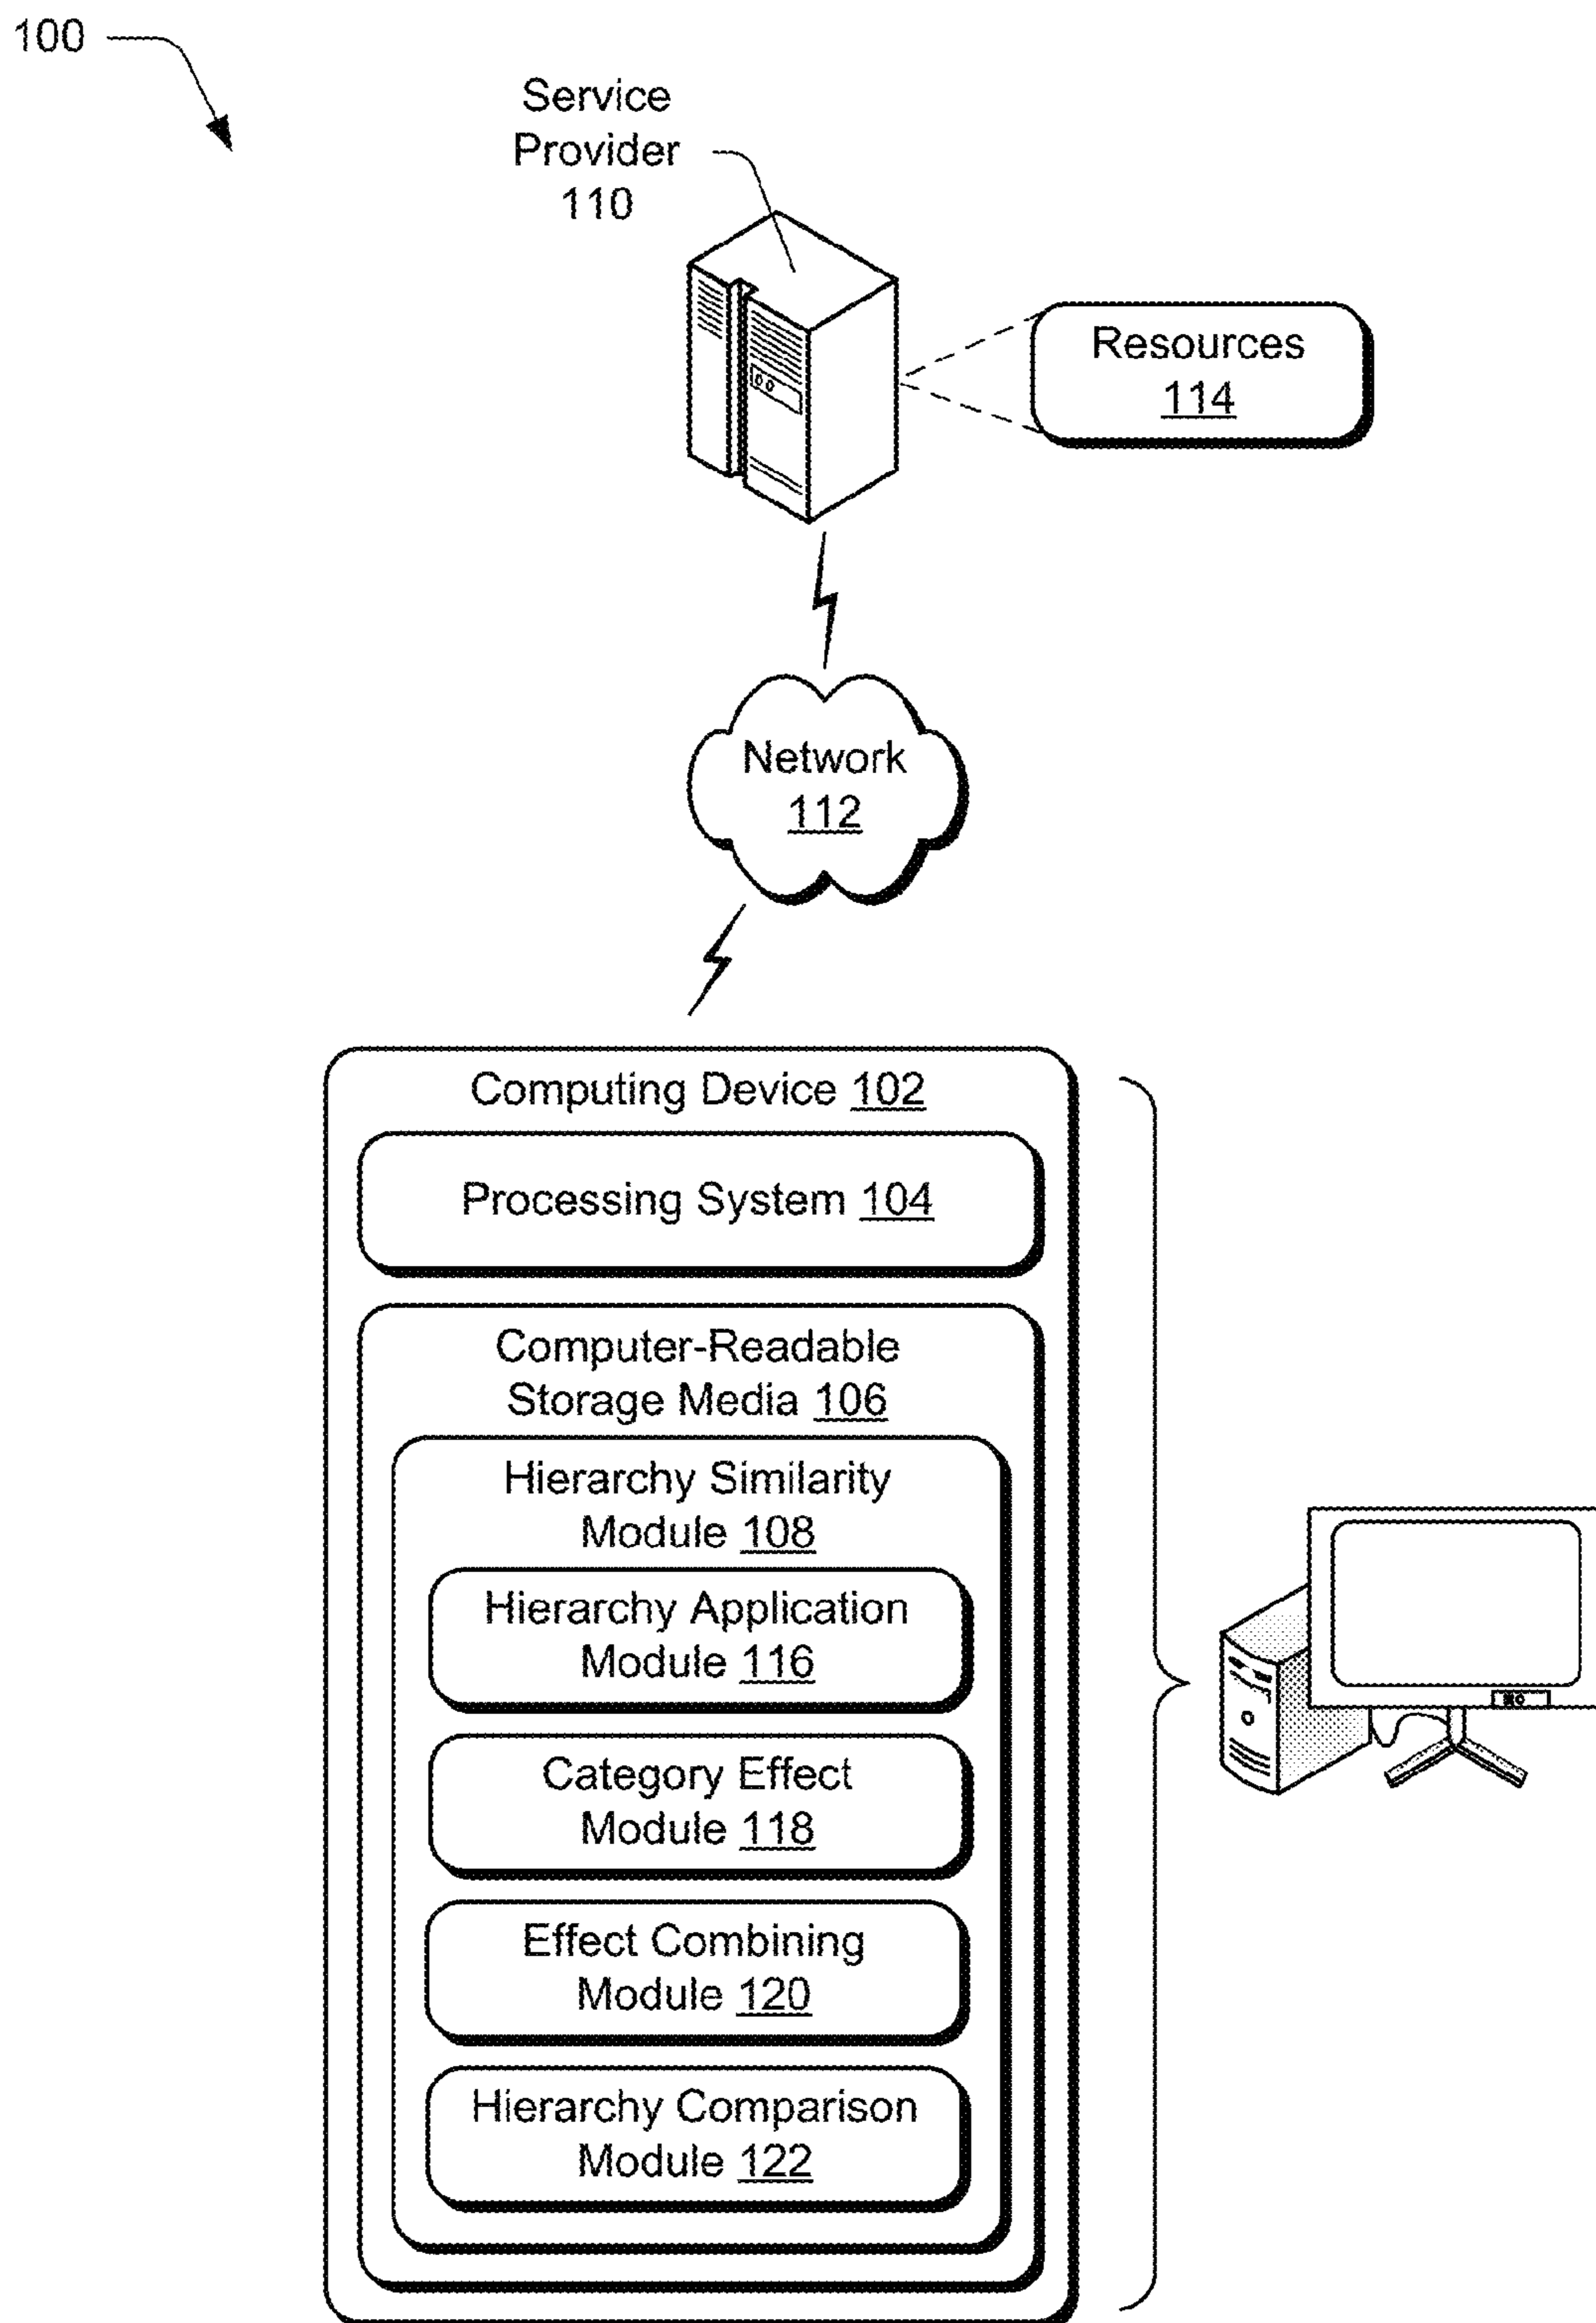 100
Service
Provider
110
Resources
114
Network
112
Computing Device 102
Processing System 104
Computer-Readable
Storage Media 106
Hierarchy Similarity
Module 108
Hierarchy Application
Module 116
Category Effect
Module 118
Effect Combining
Module 120
Hierarchy Comparison
Module 122